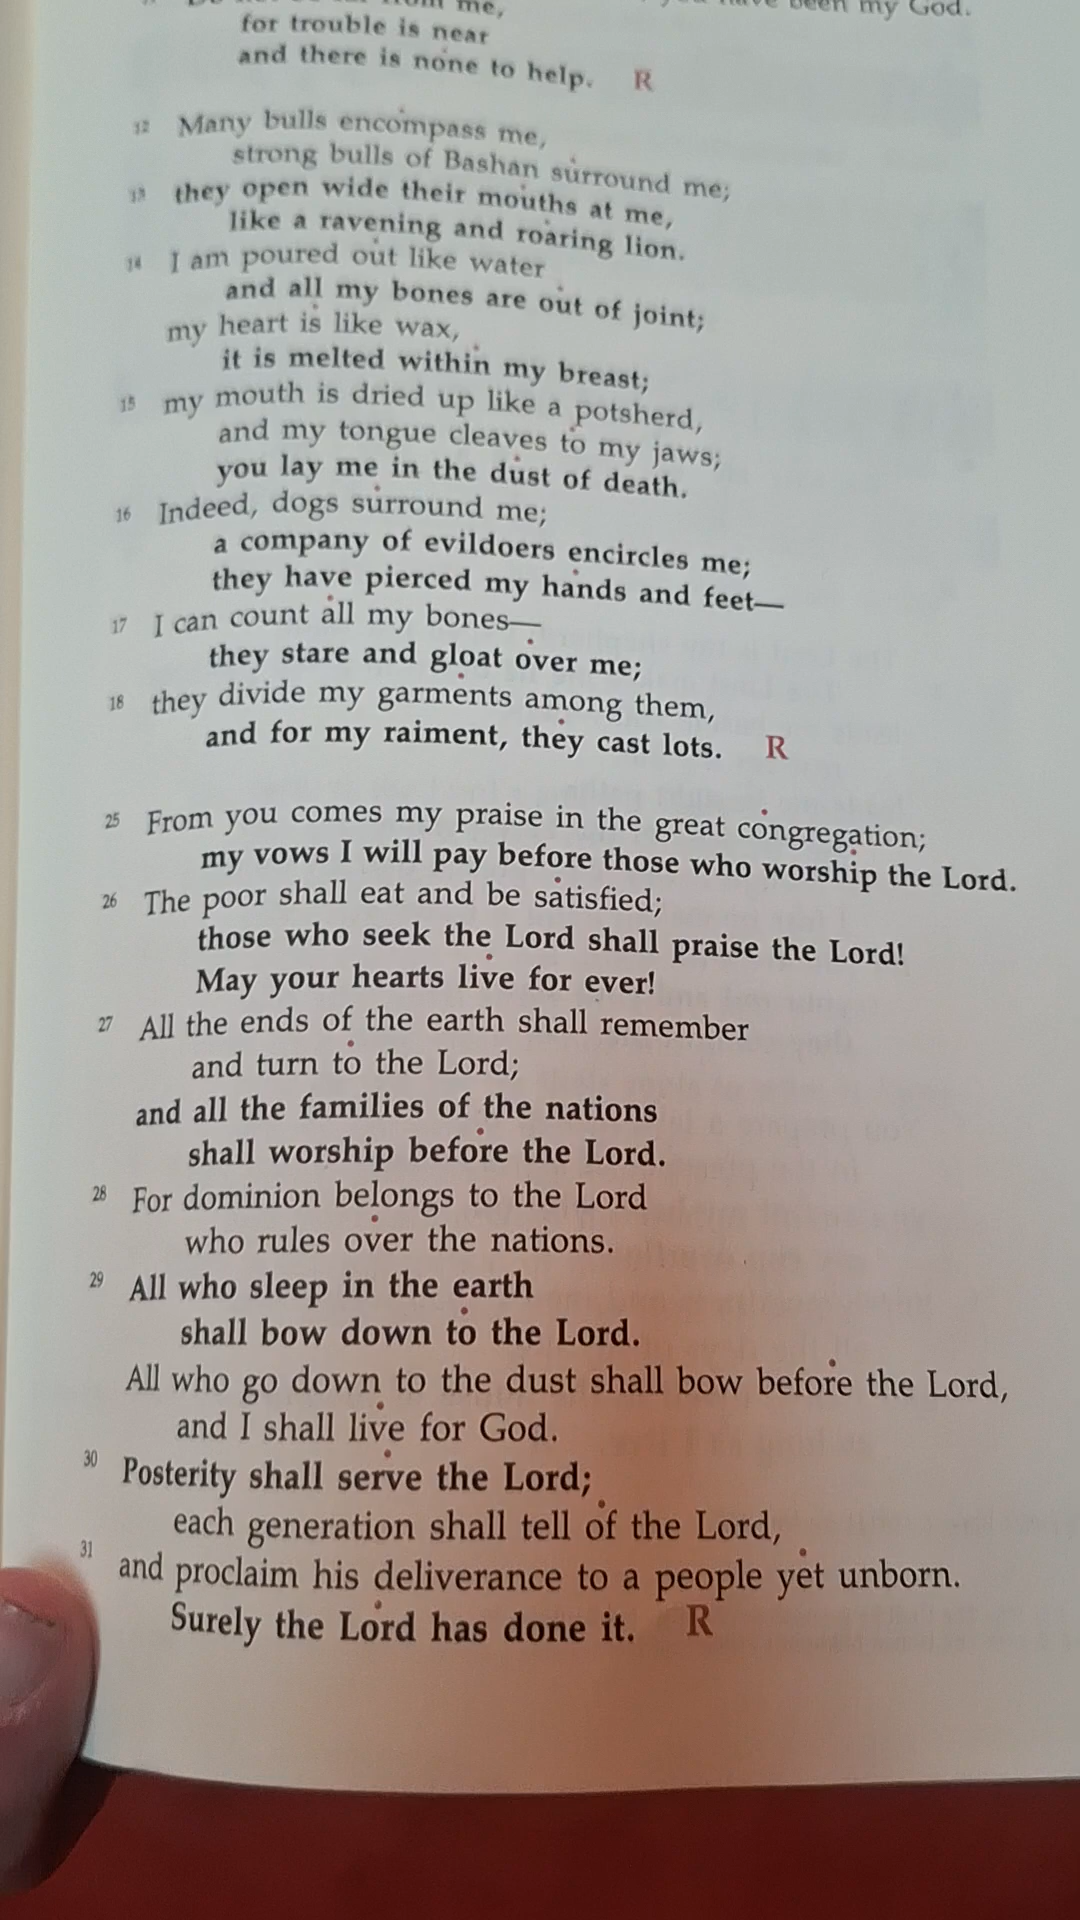 me,
been my God.
for trouble is near
and there is none to help. R
12 Many bulls encompass me,
strong bulls of Bashan surround me;
13 they open wide their mouths at me,
like a ravening and roaring lion.
14 I am poured out like water
and all my bones are out of joint;
my heart is like wax,
it is melted within my breast;
15 my mouth is dried up like a potsherd,
and my tongue cleaves to my jaws;
you lay me in the dust of death.
16 Indeed, dogs surround me;
a company of evildoers encircles me;
they have pierced my hands and feet—
17 I can count all my bones—
they stare and gloat over me;
18 they divide my garments among them,
and for my raiment, they cast lots. R
25 From you comes my praise in the great congregation;
my vows I will pay before those who worship the Lord.
26 The poor shall eat and be satisfied;
those who seek the Lord shall praise the Lord!
May your hearts live for ever!
27 All the ends of the earth shall remember
and turn to the Lord;
and all the families of the nations
shall worship before the Lord.
28 For dominion belongs to the Lord
who rules over the nations.
29 All who sleep in the earth
shall bow down to the Lord.
All who go down to the dust shall bow before the Lord,
and I shall live for God.
30 Posterity shall serve the Lord;
each generation shall tell of the Lord,
31 and proclaim his deliverance to a people yet unborn.
Surely the Lord has done it. R